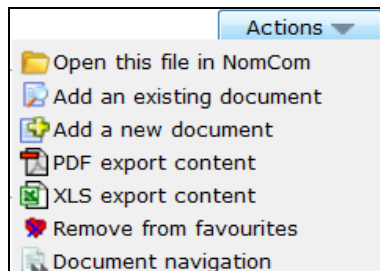 Actions
Open this file in NomCom
Add an existing document
Add a new document
PDF export content
XLS export content
Remove from favourites
Document navigation